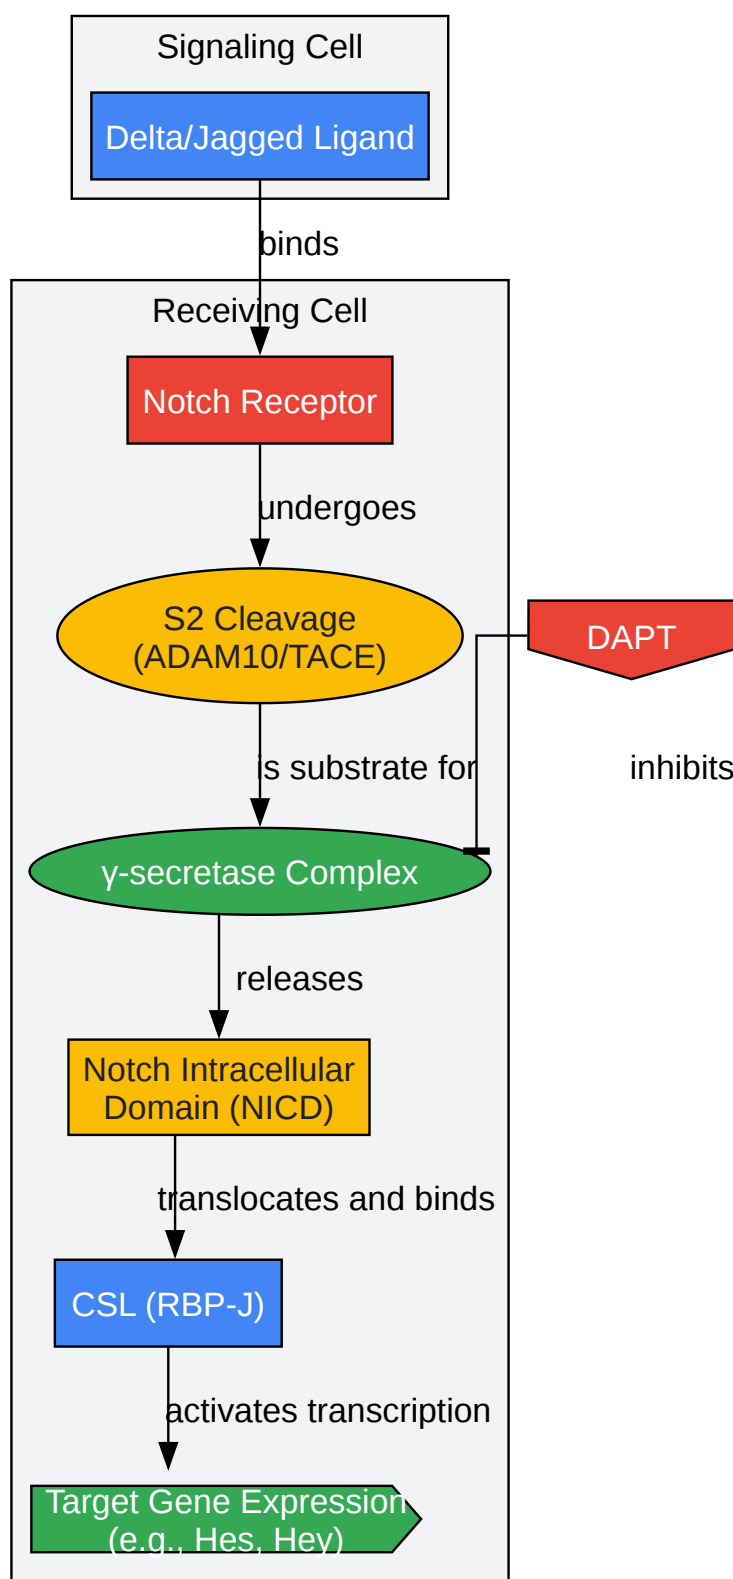 Signaling Cell
Delta/Jagged Ligand
binds
Receiving Cell
Notch Receptor
undergoes
S2 Cleavage
(ADAM10/TACE)
DAPT
is substrate for
inhibits
γ-secretase Complex
releases
Notch Intracellular
Domain (NICD)
translocates and binds
CSL (RBP-J)
activates transcription
Target Gene Expression
(e.g., Hes, Hey)